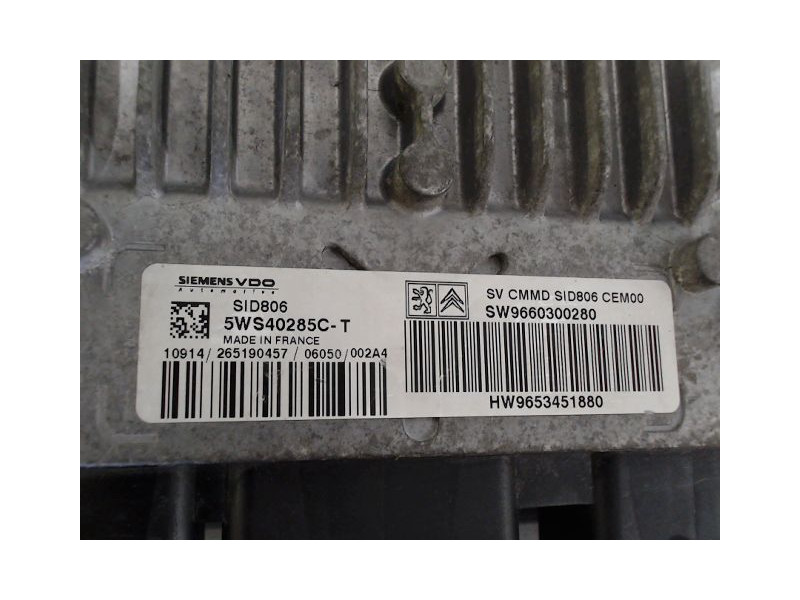 SIEMENS VDO
Automotive
SID806
5WS40285C-T
MADE IN FRANCE
10914/265190457/06050/002A4
SV CMMD SID806 CEM00
SW9660300280
HW9653451880